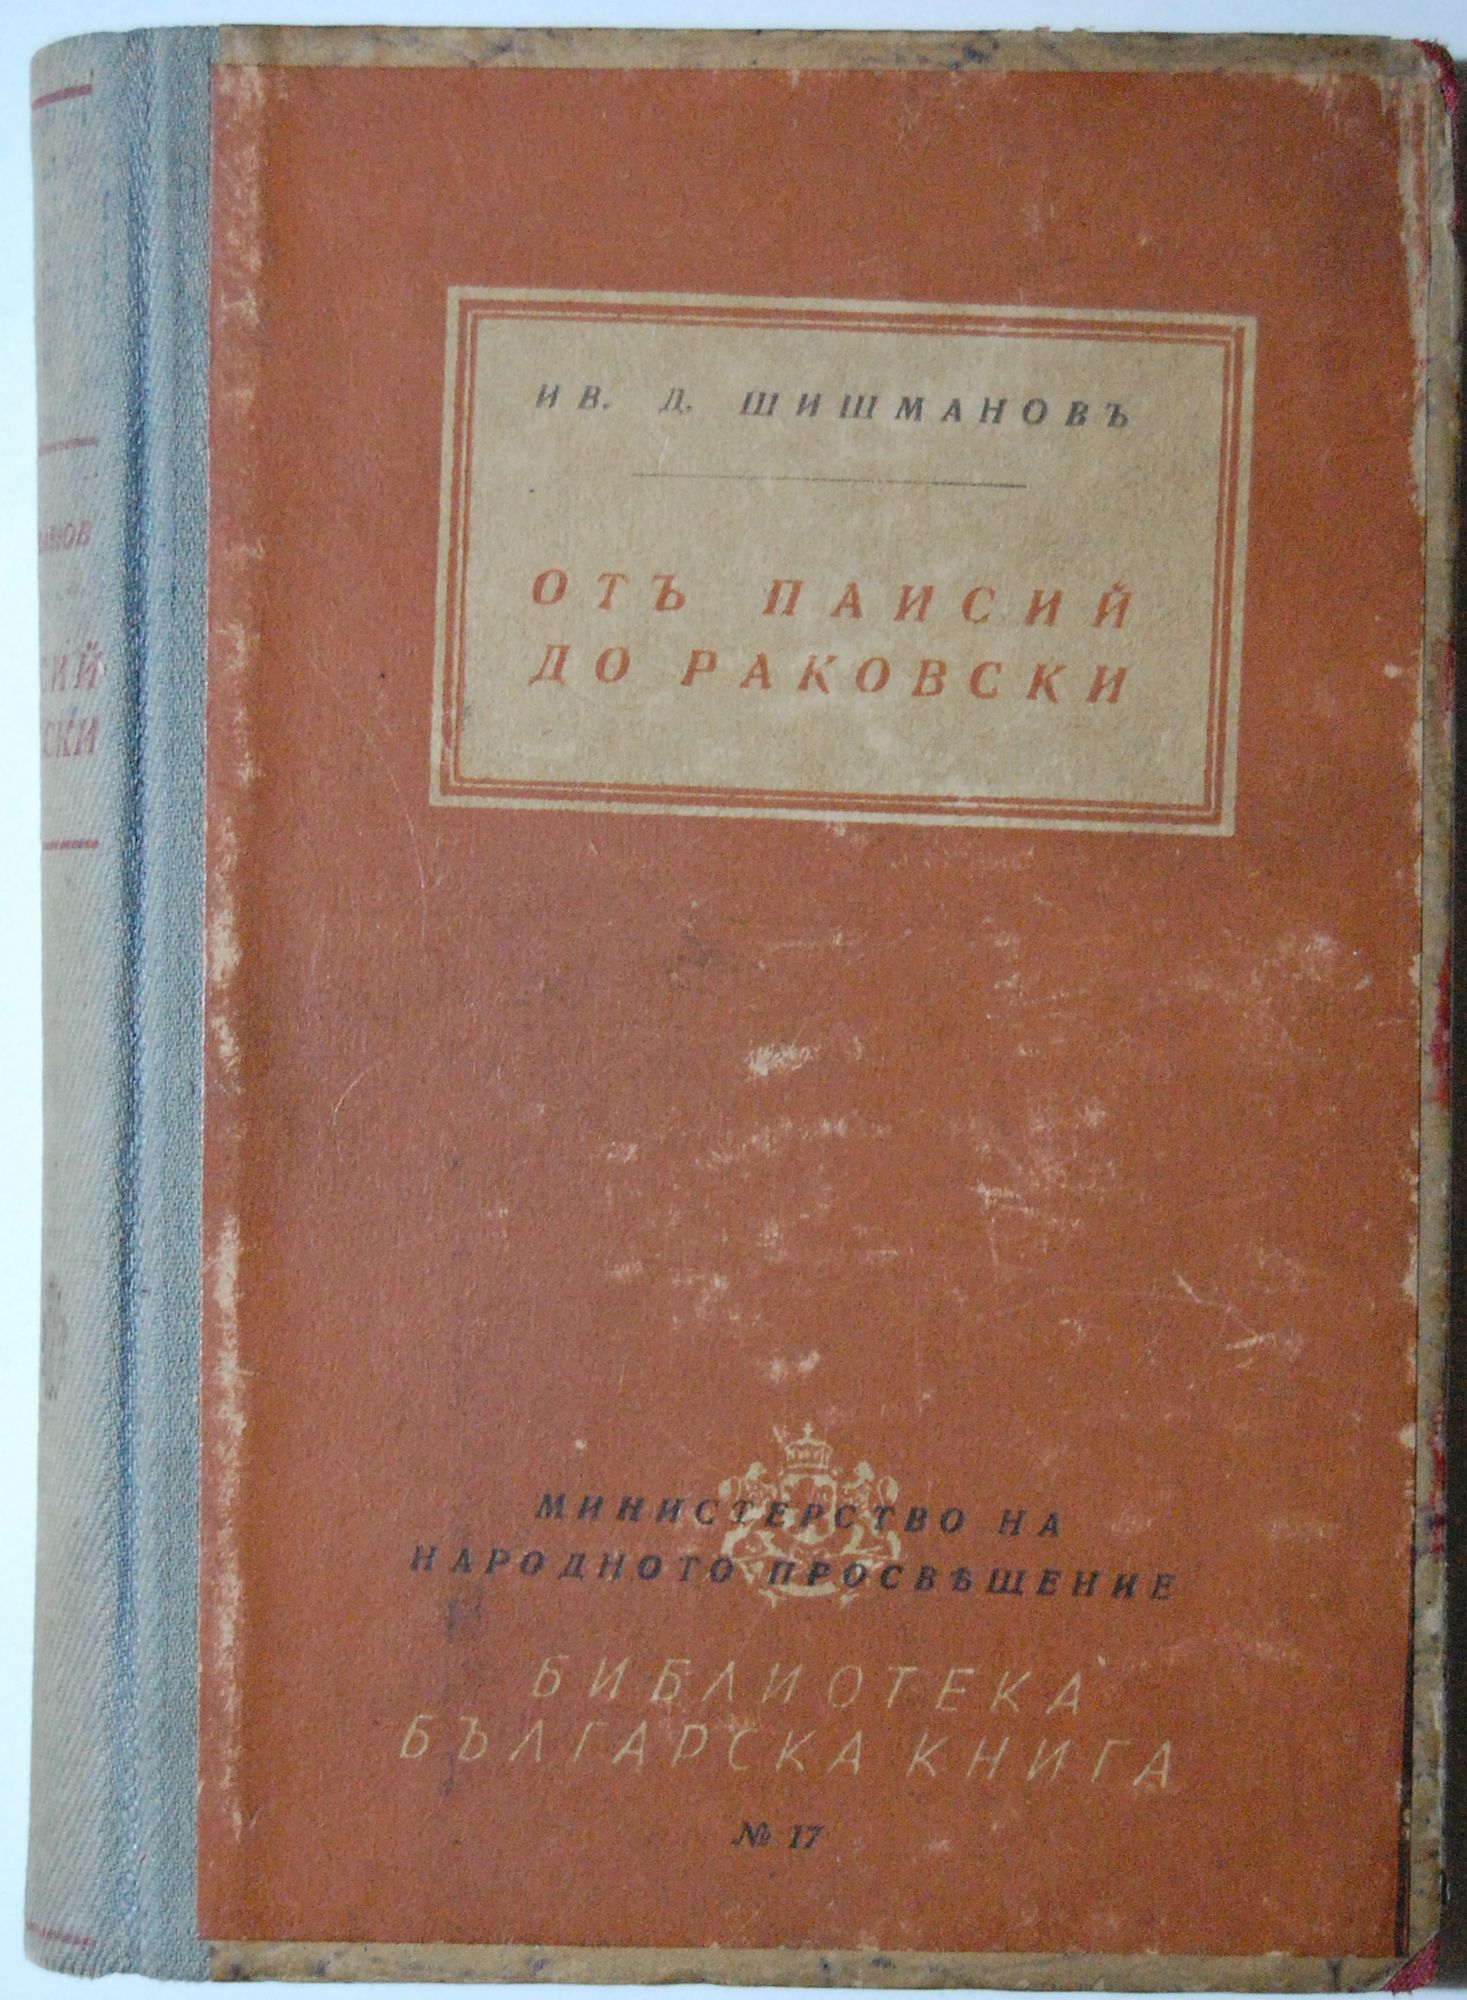 ИВ. Д. ШИШМАНОВЪ
ОТЪ ПАИСИЙ
ДО РАКОВСКИ
МИНИСТЕРСТВО НА
НАРОДНОТО ПРОСВѢЩЕНИЕ
БИБЛИОТЕКА
БЪЛГАРСКА КНИГА
№ 17